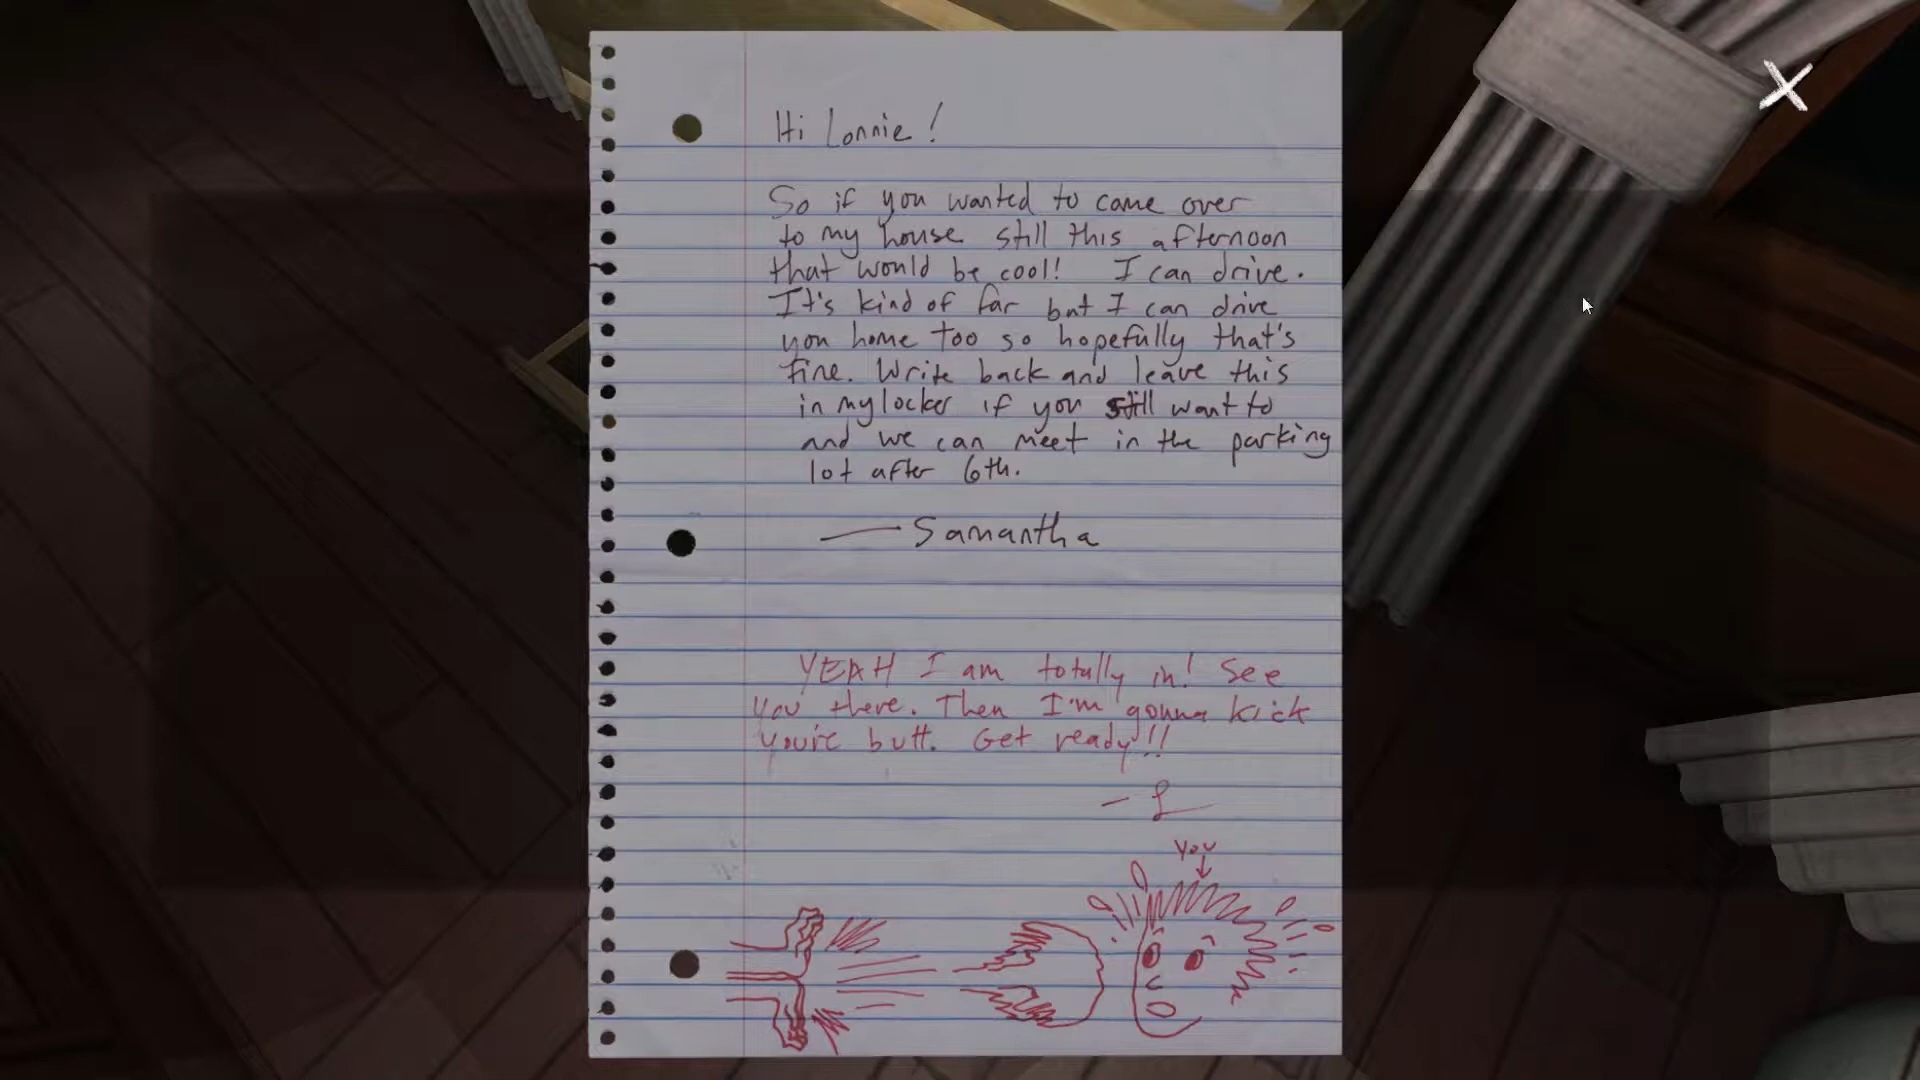 Hi Lonnie!
So if you wanted to come over
to my house still this afternoon
that would be cool! I can drive.
It's kind of far but I can drive
you home too so hopefully that's
fine. Write back and leave this
in my locker if you still want to
and we can meet in the parking
lot after 6th.
— Samantha
YEAH I am totally in! See
you there. Then I'm gonna kick
you're butt. Get ready!!
— L
you